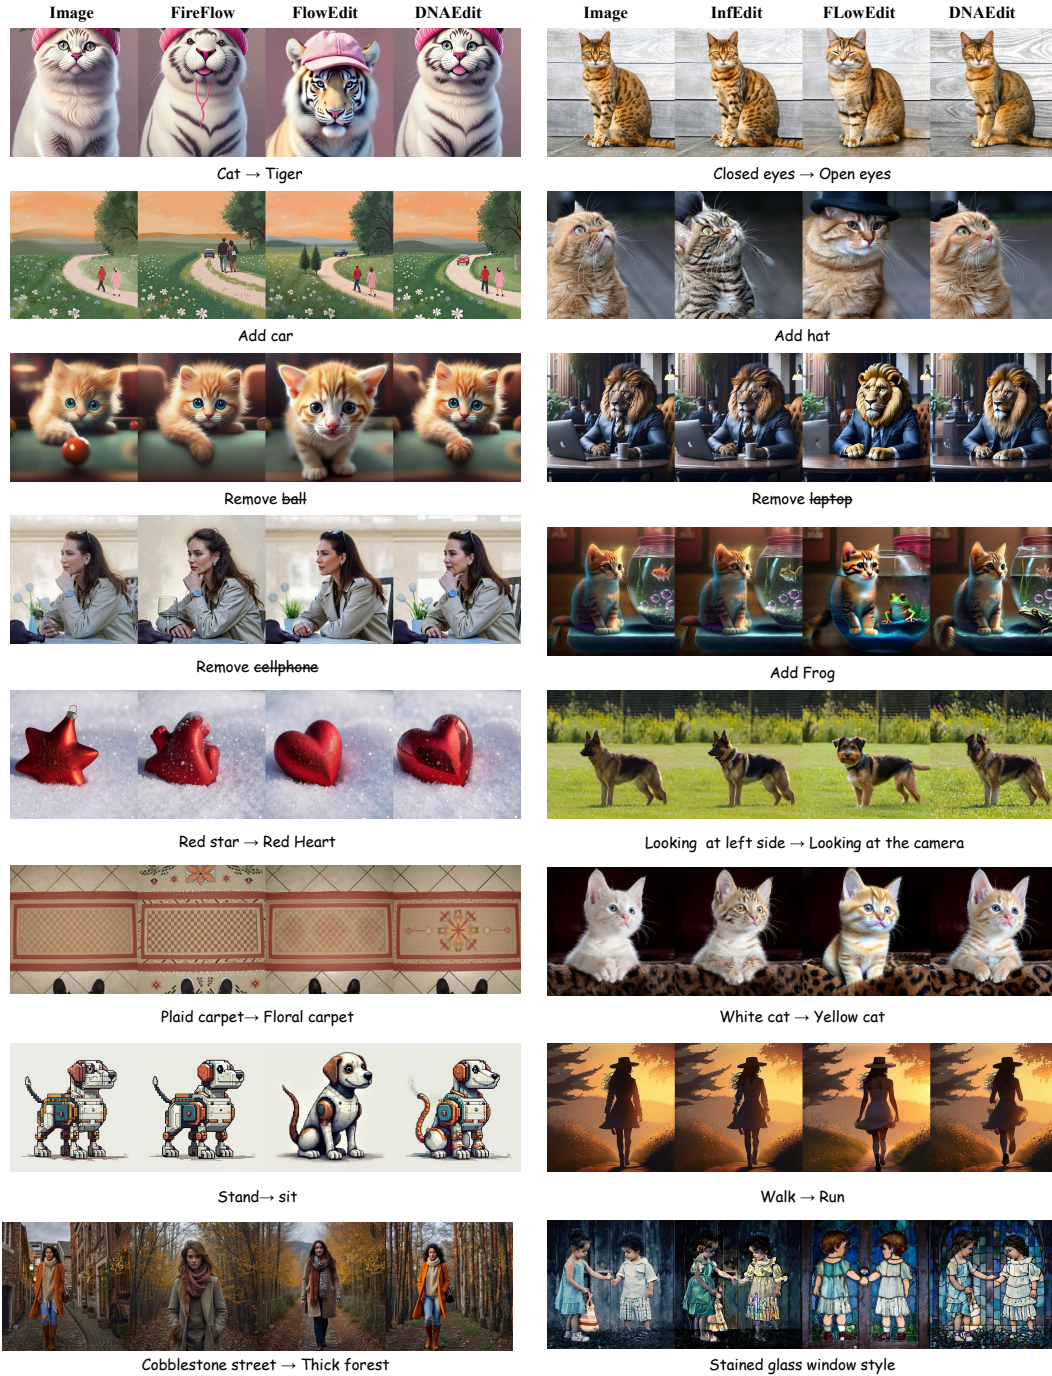 Image FireFlow FlowEdit DNAEdit
Cat → Tiger
Add car
Remove ball
Remove cellphone
Red star → Red Heart
Plaid carpet→ Floral carpet
Stand→ sit
Cobblestone street → Thick forest
Image InfEdit FLowEdit DNAEdit
Closed eyes → Open eyes
Add hat
Remove laptop
Add Frog
Looking at left side → Looking at the camera
White cat → Yellow cat
Walk → Run
Stained glass window style